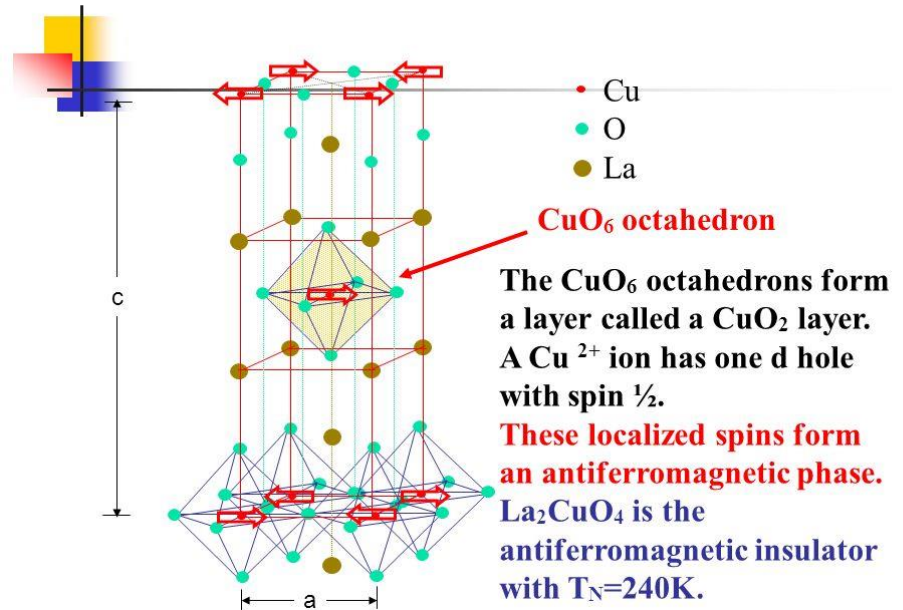 Cu
O
La
CuO₆ octahedron
c
The CuO₆ octahedrons form
a layer called a CuO₂ layer.
A Cu ²⁺ ion has one d hole
with spin ½.
These localized spins form
an antiferromagnetic phase.
La₂CuO₄ is the
antiferromagnetic insulator
with T_N=240K.
a